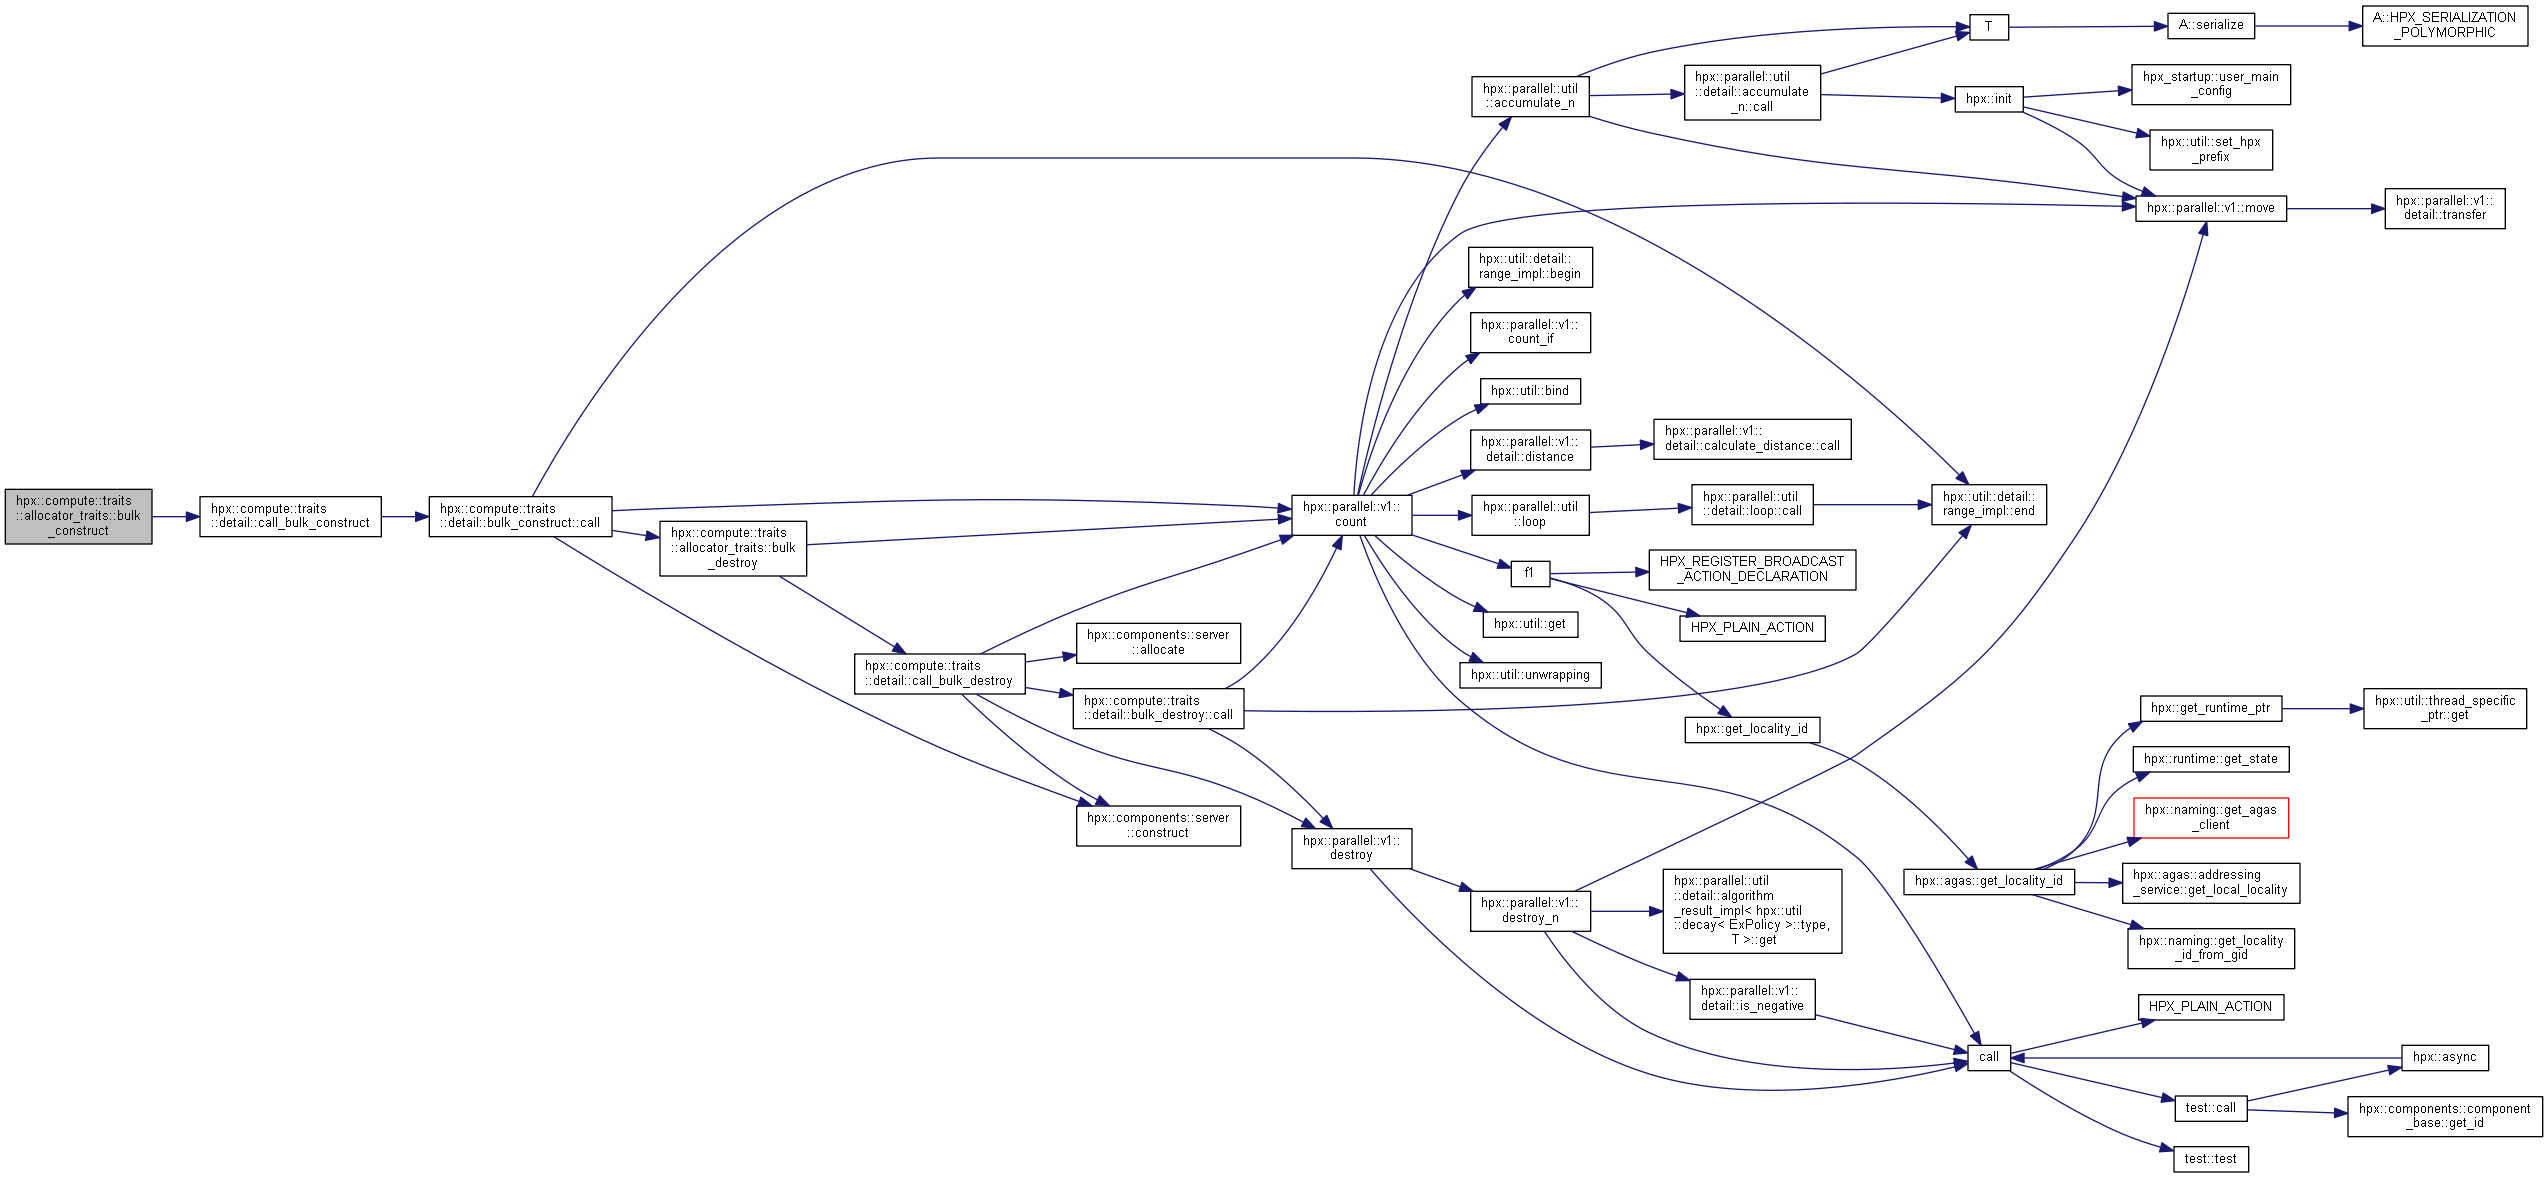 hpx::compute::traits
::allocator_traits::bulk
_construct
hpx::compute::traits
::detail::call_bulk_construct
hpx::compute::traits
::detail::bulk_construct::call
hpx::compute::traits
::allocator_traits::bulk
_destroy
hpx::compute::traits
::detail::call_bulk_destroy
hpx::components::server
::allocate
hpx::compute::traits
::detail::bulk_destroy::call
hpx::components::server
::construct
hpx::parallel::v1::
count
hpx::parallel::v1::
destroy
hpx::parallel::util
::accumulate_n
hpx::util::detail::
range_impl::begin
hpx::parallel::v1::
count_if
hpx::util::bind
hpx::parallel::v1::
detail::distance
hpx::parallel::util
::loop
f1
hpx::util::get
hpx::util::unwrapping
hpx::parallel::v1::
destroy_n
hpx::parallel::util
::detail::accumulate
_n::call
hpx::parallel::v1::
detail::calculate_distance::call
hpx::parallel::util
::detail::loop::call
HPX_REGISTER_BROADCAST
_ACTION_DECLARATION
HPX_PLAIN_ACTION
hpx::get_locality_id
hpx::parallel::util
::detail::algorithm
_result_impl< hpx::util
::decay< ExPolicy >::type,
T >::get
hpx::parallel::v1::
detail::is_negative
T
hpx::init
hpx::util::detail::
range_impl::end
hpx::agas::get_locality_id
call
A::serialize
hpx_startup::user_main
_config
hpx::util::set_hpx
_prefix
hpx::parallel::v1::move
hpx::get_runtime_ptr
hpx::runtime::get_state
hpx::naming::get_agas
_client
hpx::agas::addressing
_service::get_local_locality
hpx::naming::get_locality
_id_from_gid
HPX_PLAIN_ACTION
test::call
test::test
A::HPX_SERIALIZATION
_POLYMORPHIC
hpx::parallel::v1::
detail::transfer
hpx::util::thread_specific
_ptr::get
hpx::async
hpx::components::component
_base::get_id